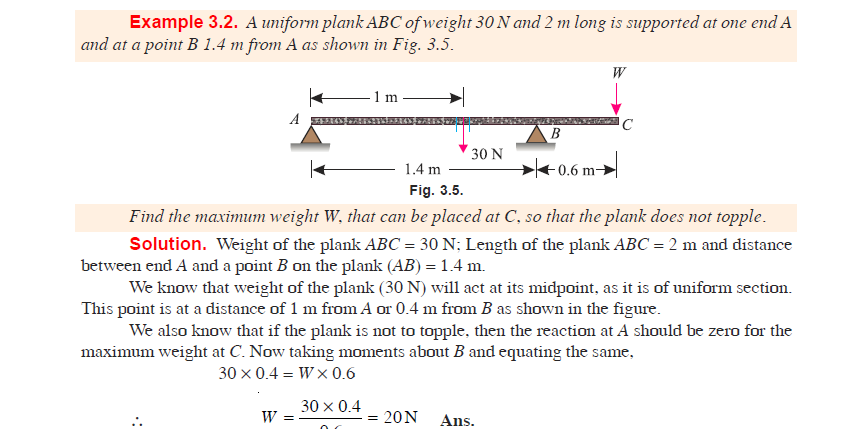 Example 3.2. A uniform plank ABC of weight 30 N and 2 m long is supported at one end A
and at a point B 1.4 m from A as shown in Fig. 3.5.
W
1 m
A
C
B
30 N
1.4 m
0.6 m
Fig. 3.5.
Find the maximum weight W, that can be placed at C, so that the plank does not topple.
Solution. Weight of the plank ABC = 30 N; Length of the plank ABC = 2 m and distance
between end A and a point B on the plank (AB) = 1.4 m.
We know that weight of the plank (30 N) will act at its midpoint, as it is of uniform section.
This point is at a distance of 1 m from A or 0.4 m from B as shown in the figure.
We also know that if the plank is not to topple, then the reaction at A should be zero for the
maximum weight at C. Now taking moments about B and equating the same,
30 × 0.4 = W × 0.6
30 × 0.4
∴ W = = 20 N Ans.